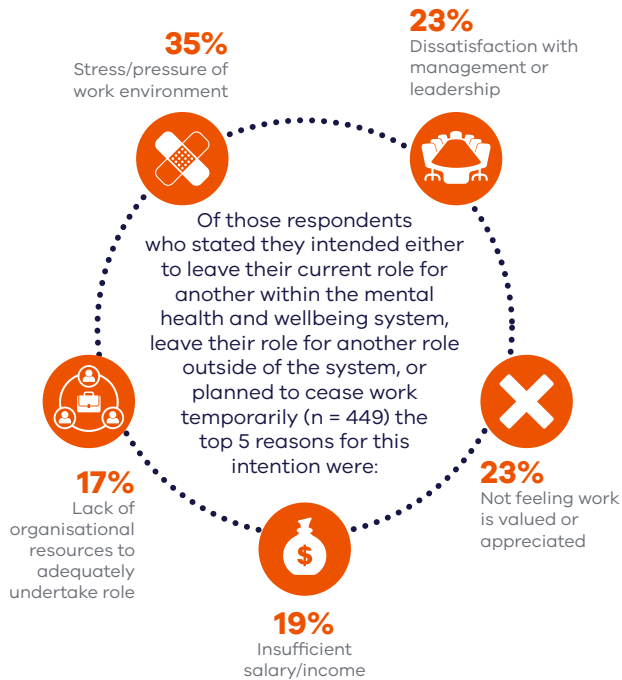 35%
Stress/pressure of
work environment
23%
Dissatisfaction with
management or
leadership
Of those respondents
who stated they intended either
to leave their current role for
another within the mental
health and wellbeing system,
leave their role for another role
outside of the system, or
planned to cease work
temporarily (n = 449) the
top 5 reasons for this
intention were:
23%
Not feeling work
is valued or
appreciated
$
19%
Insufficient
salary/income
17%
Lack of
organisational
resources to
adequately
undertake role